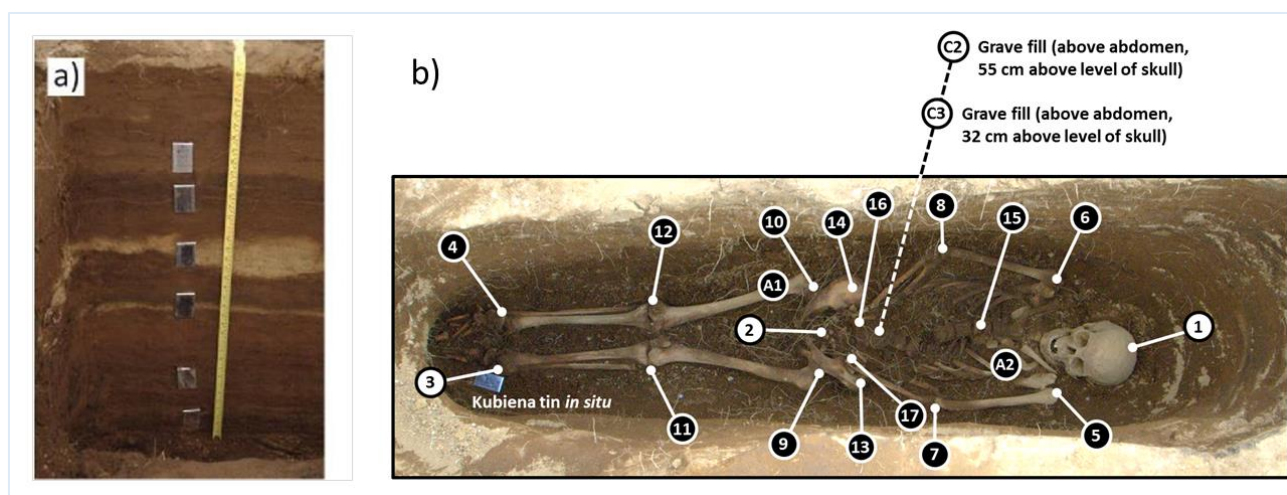 a)
b)
C2
Grave fill (above abdomen,
55 cm above level of skull)
C3
Grave fill (above abdomen,
32 cm above level of skull)
16
8
15
6
12
10
14
4
A1
2
1
A2
3
Kubiena tin in situ
11
9
13
17
7
5